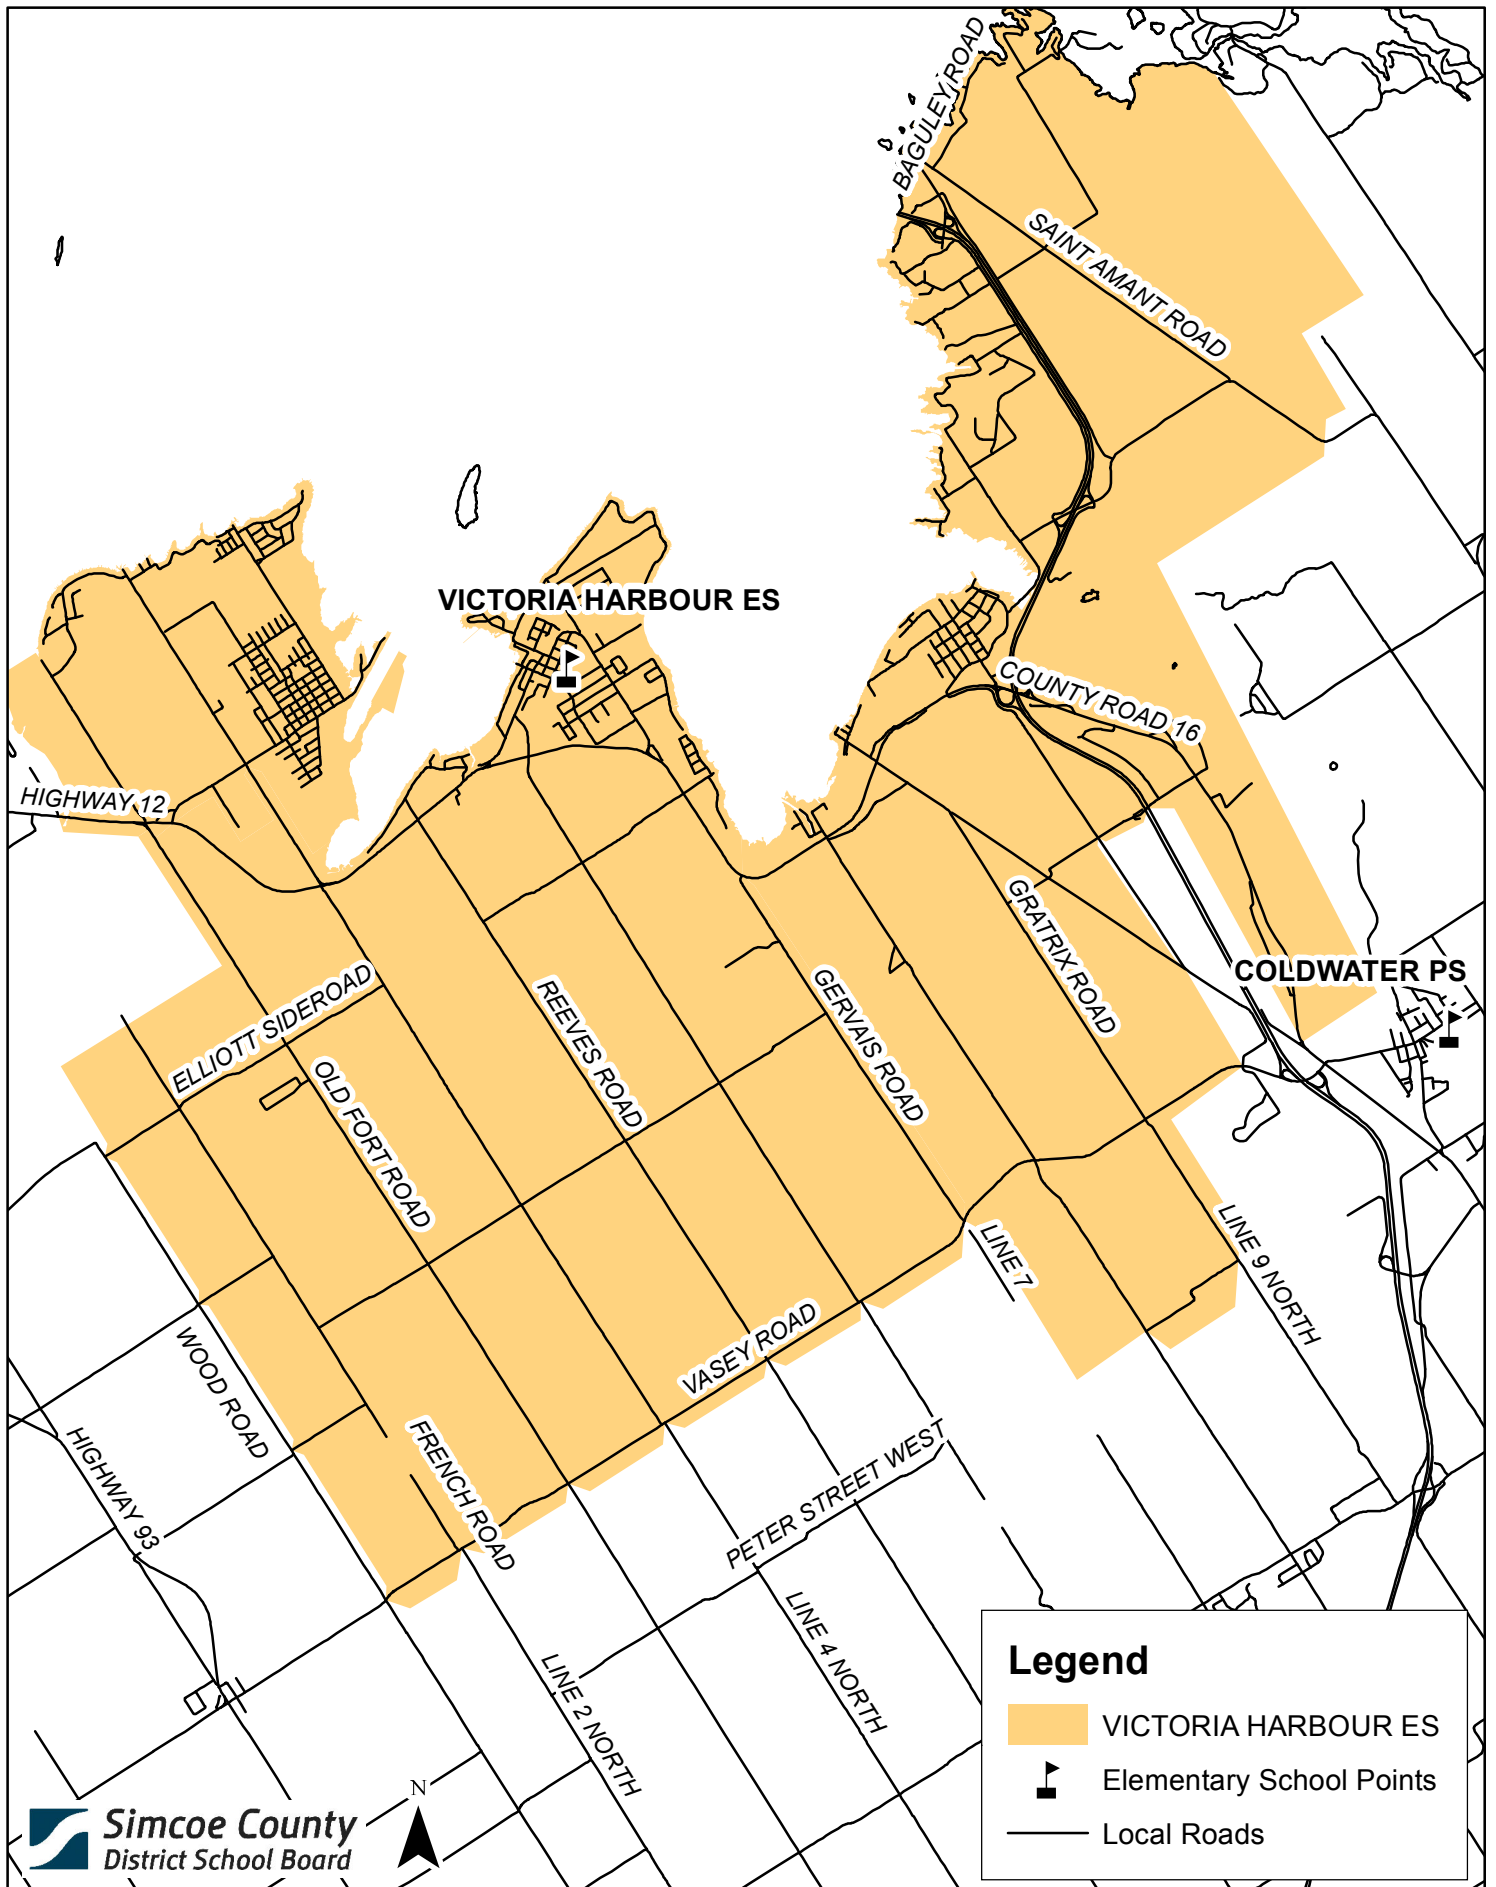 BAGULEY ROAD
SAINT AMANT ROAD
VICTORIA HARBOUR ES
COUNTY ROAD 16
HIGHWAY 12
GRATRIX ROAD
COLDWATER PS
ELLIOTT SIDEROAD
REEVES ROAD
GERVAIS ROAD
OLD FORT ROAD
LINE 7
LINE 9 NORTH
WOOD ROAD
VASEY ROAD
HIGHWAY 93
FRENCH ROAD
PETER STREET WEST
LINE 4 NORTH
LINE 2 NORTH
Legend
VICTORIA HARBOUR ES
Elementary School Points
Local Roads
N
Simcoe County
District School Board